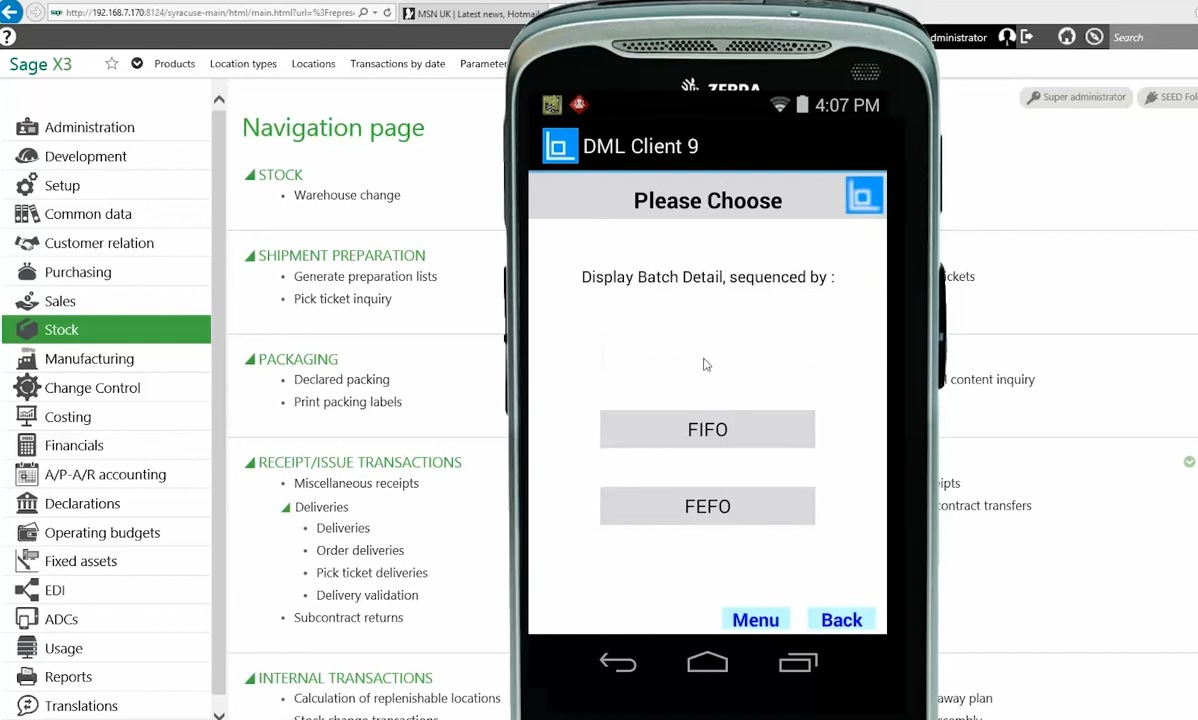 http://192.168.7.170:8124/syracuse-main/html/main.html?url=%3Frepres
MSN UK | Latest news, Hotmail
?
dministrator
Search
Sage X3
Products
Location types
Locations
Transactions by date
Parameter
Super administrator
SEED Fol
Administration
Development
Setup
Common data
Customer relation
Purchasing
Sales
Stock
Manufacturing
Change Control
Costing
Financials
A/P-A/R accounting
Declarations
Operating budgets
Fixed assets
EDI
ADCs
Usage
Reports
Translations
Navigation page
STOCK
Warehouse change
SHIPMENT PREPARATION
Generate preparation lists
Pick ticket inquiry
PACKAGING
Declared packing
Print packing labels
RECEIPT/ISSUE TRANSACTIONS
Miscellaneous receipts
Deliveries
Deliveries
Order deliveries
Pick ticket deliveries
Delivery validation
Subcontract returns
INTERNAL TRANSACTIONS
Calculation of replenishable locations
Stock change transactions
ZEBRA
4:07 PM
DML Client 9
Please Choose
Display Batch Detail, sequenced by :
FIFO
FEFO
Menu
Back
ckets
l content inquiry
ipts
contract transfers
away plan